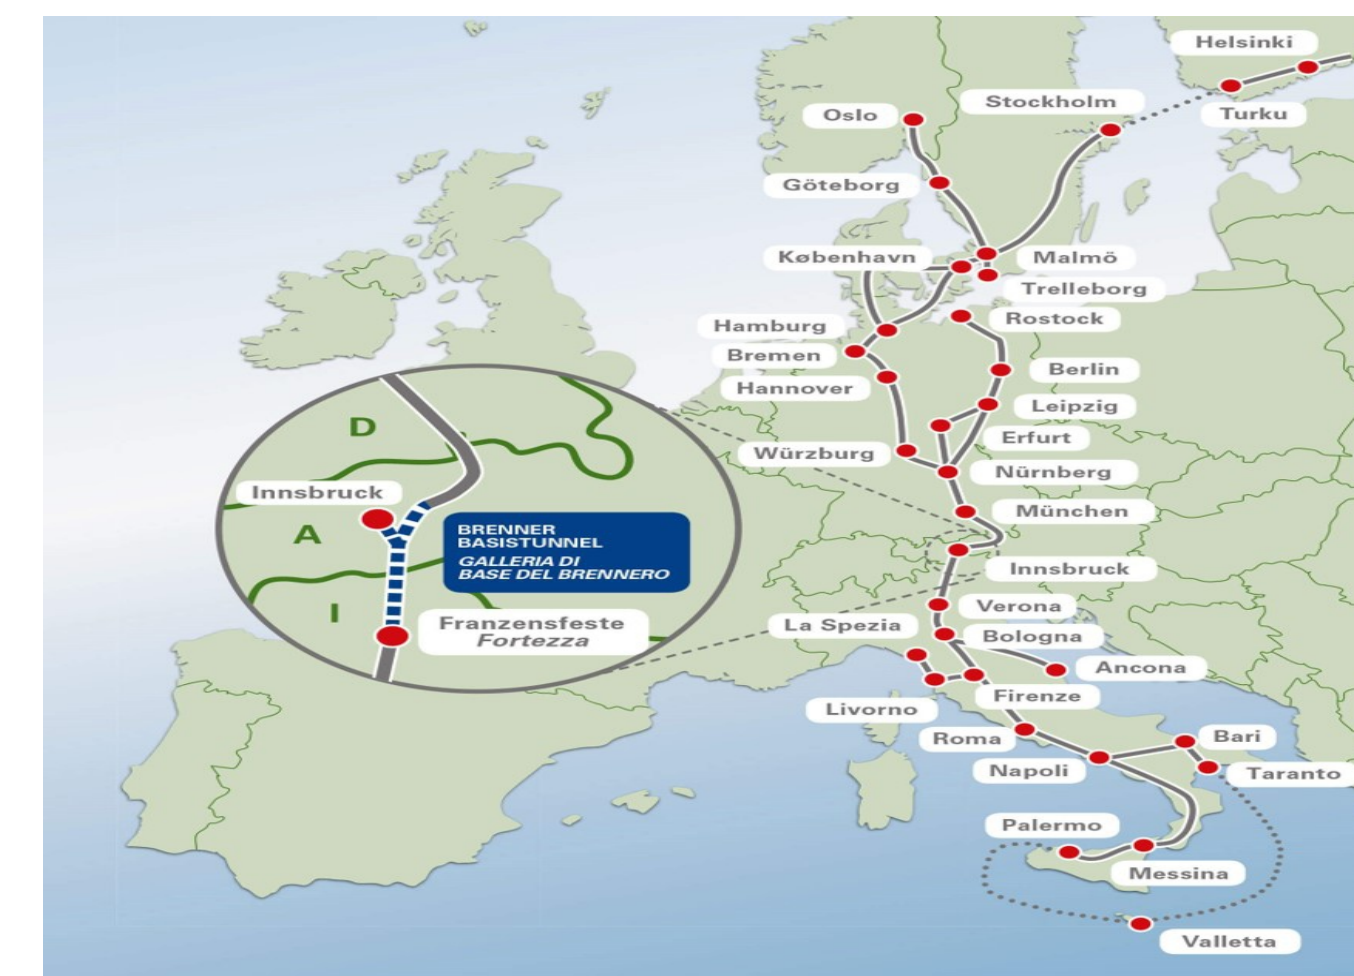 Helsinki
Stockholm
Oslo
Turku
Göteborg
København
Malmö
Trelleborg
Hamburg
Rostock
Bremen
Berlin
Hannover
Leipzig
D
Erfurt
Würzburg
Nürnberg
Innsbruck
München
A
BRENNER
BASISTUNNEL
GALLERIA DI
BASE DEL BRENNERO
Innsbruck
I
Franzensfeste
Fortezza
Verona
La Spezia
Bologna
Ancona
Firenze
Livorno
Roma
Bari
Napoli
Taranto
Palermo
Messina
Valletta